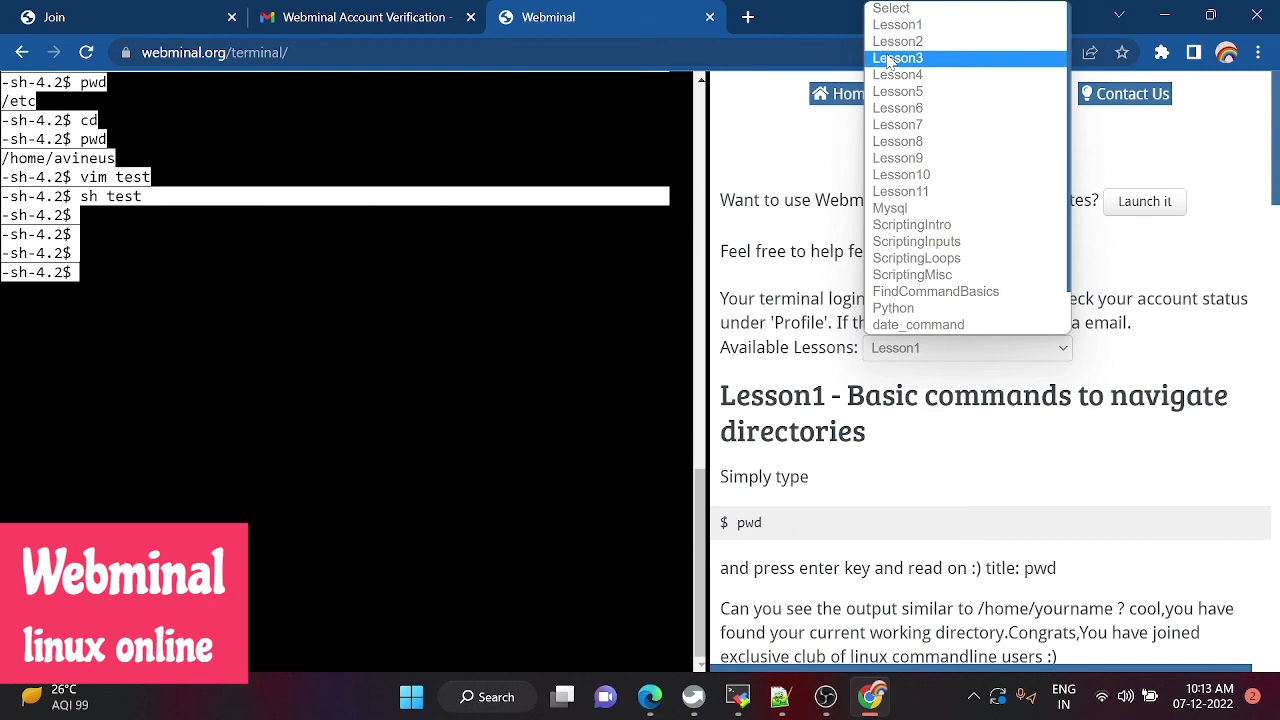 Join
Webminal Account Verification -
Webminal
webminal.org/terminal/
-sh-4.2$ pwd
/etc
-sh-4.2$ cd
-sh-4.2$ pwd
/home/avineus
-sh-4.2$ vim test
-sh-4.2$ sh test
-sh-4.2$
-sh-4.2$
-sh-4.2$
-sh-4.2$
Select
Lesson1
Lesson2
Lesson3
Lesson4
Lesson5
Lesson6
Lesson7
Lesson8
Lesson9
Lesson10
Lesson11
Mysql
ScriptingIntro
ScriptingInputs
ScriptingLoops
ScriptingMisc
FindCommandBasics
Python
date_command
Contact Us
Want to use
Launch it
Feel free to help
Your terminal
eck your account status
under 'Profile'. If
a email.
Available Lessons: Lesson1
Lesson1 - Basic commands to navigate
directories
Simply type
$ pwd
and press enter key and read on :) title: pwd
Can you see the output similar to /home/yourname ? cool,you have
found your current working directory.Congrats,You have joined
exclusive club of linux commandline users :)
Webminal
linux online
26°C
AQI 99
Search
ENG
IN
10:13 AM
07-12-2022
2